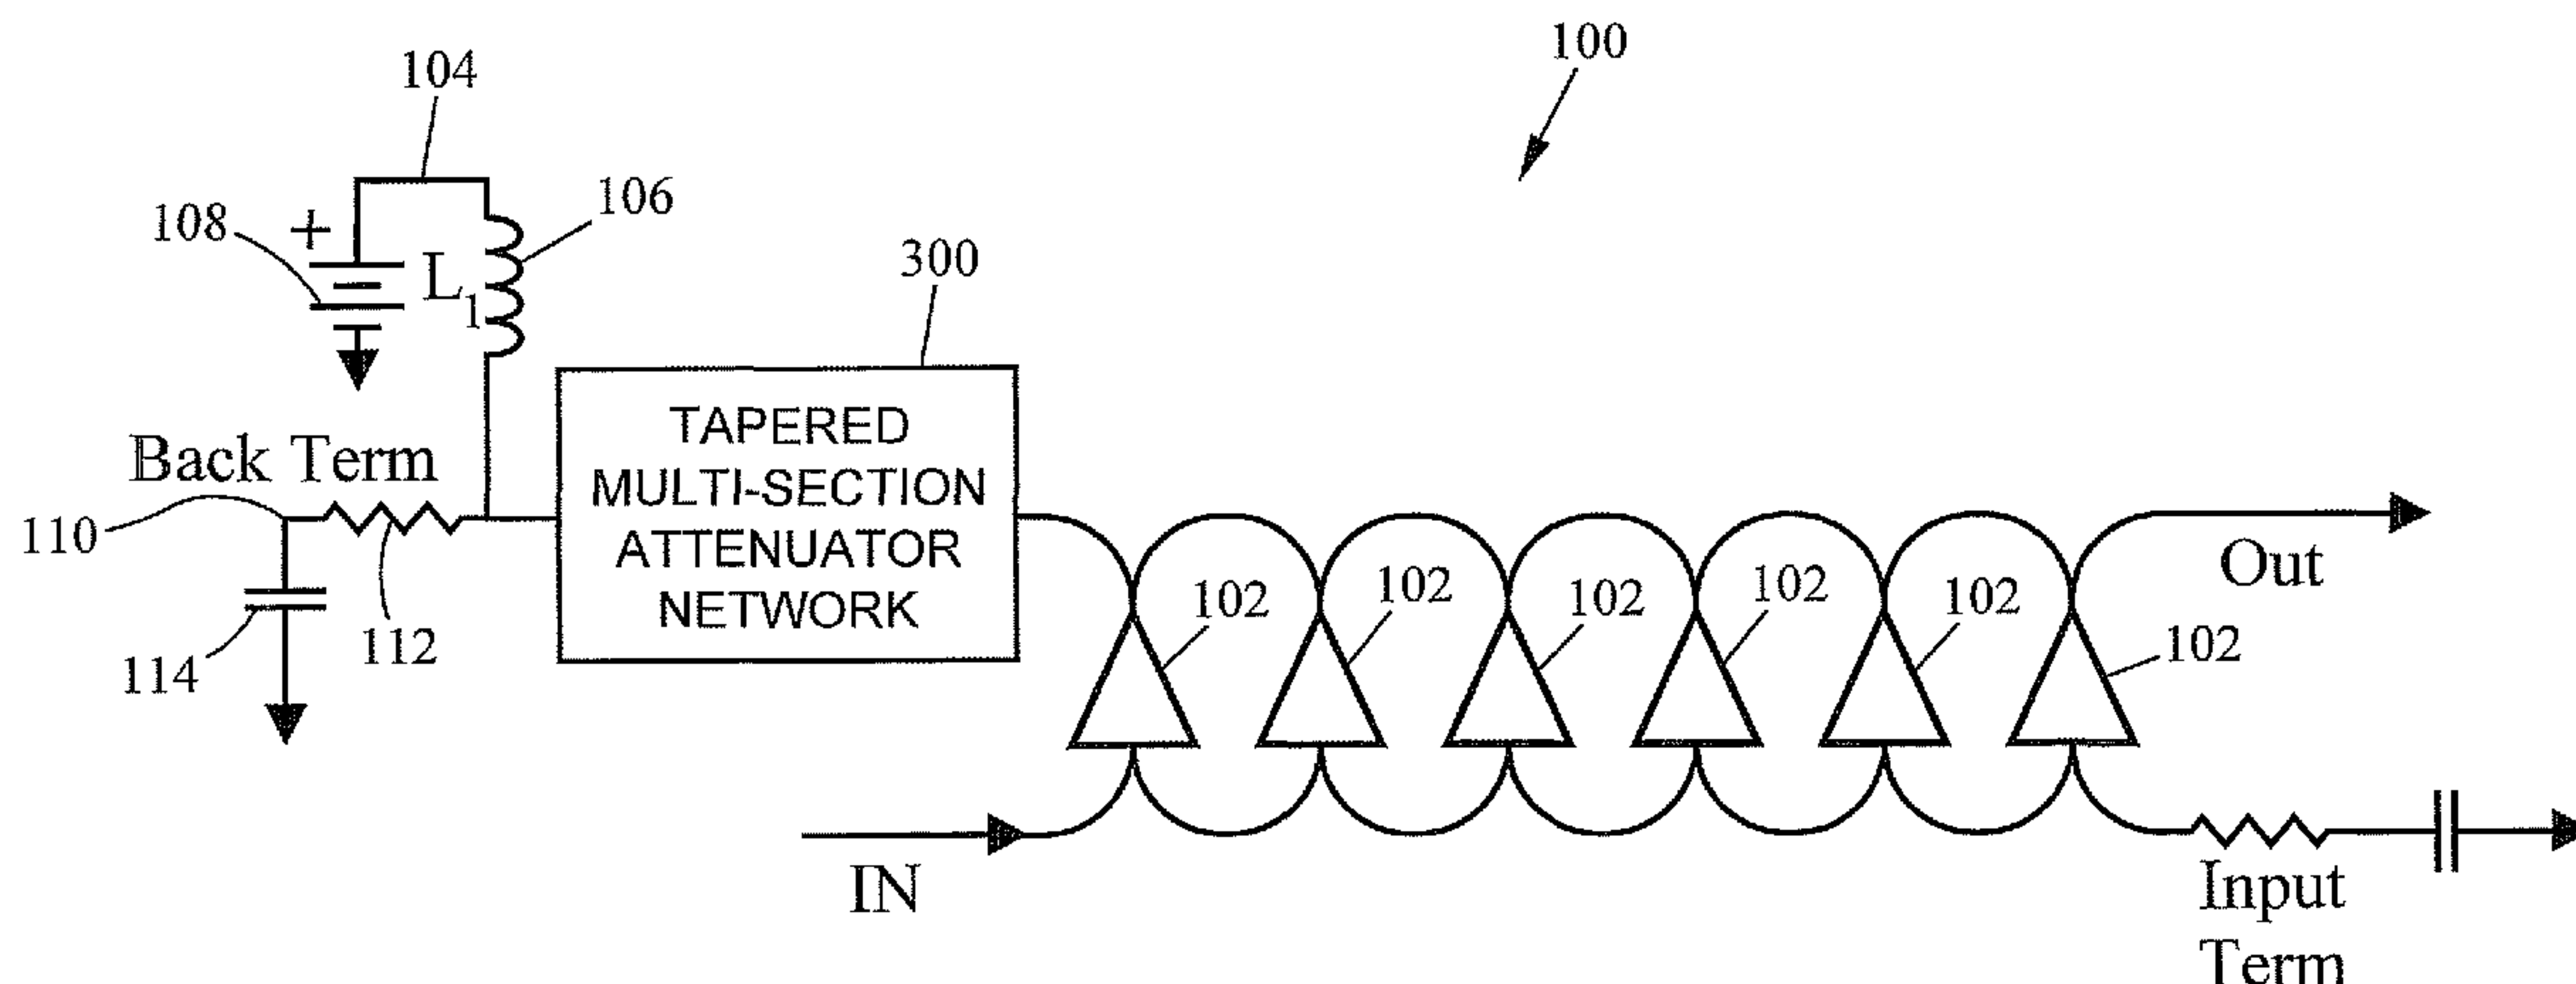 100
104
106
108
+
L1
300
Back Term
110
112
114
TAPERED
MULTI-SECTION
ATTENUATOR
NETWORK
102
102
102
102
102
102
Out
IN
Input
Term